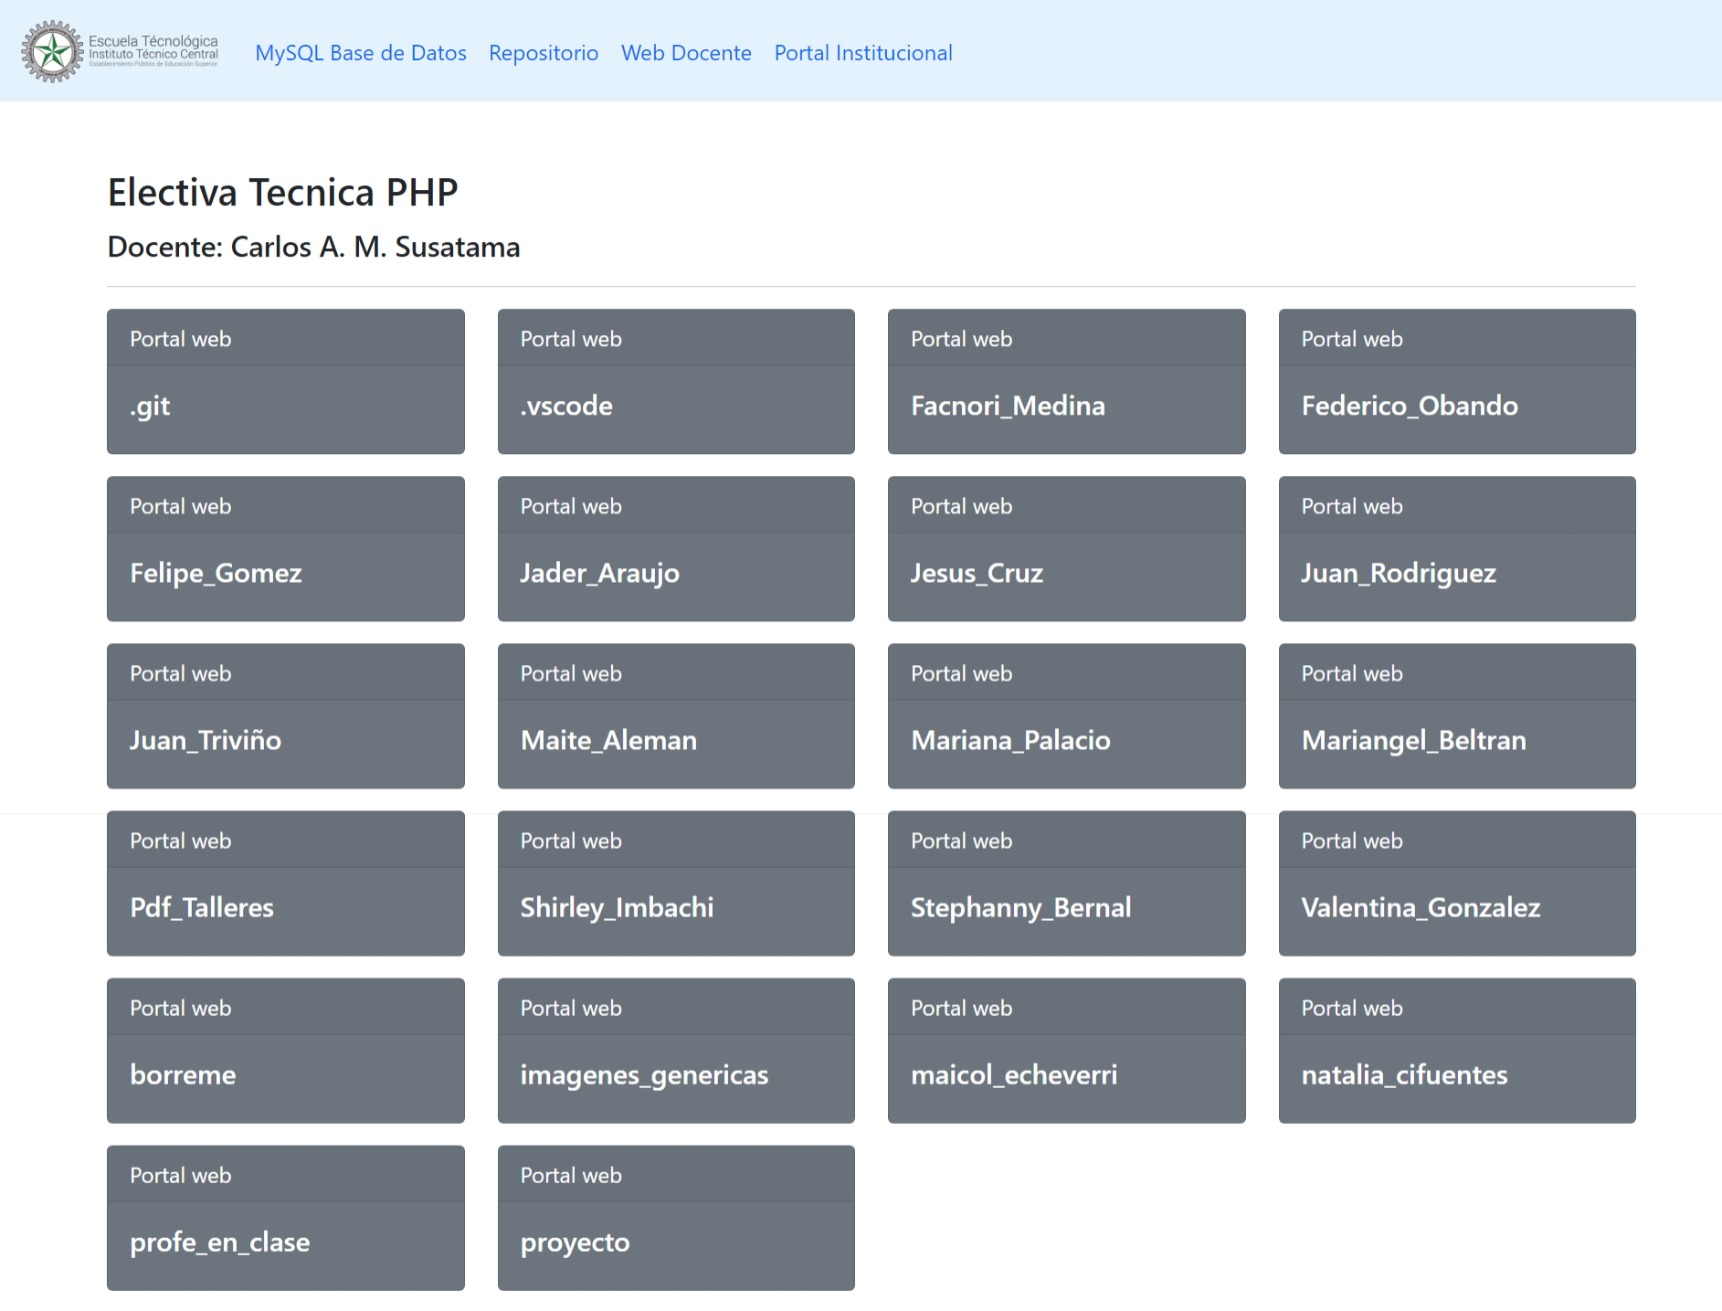 Escuela Técnológica
Instituto Técnico Central
Establecimiento Público de Educación Superior
MySQL Base de Datos Repositorio Web Docente Portal Institucional
Electiva Tecnica PHP
Docente: Carlos A. M. Susatama
Portal web Portal web Portal web Portal web
.git .vscode Facnori_Medina Federico_Obando
Portal web Portal web Portal web Portal web
Felipe_Gomez Jader_Araujo Jesus_Cruz Juan_Rodriguez
Portal web Portal web Portal web Portal web
Juan_Triviño Maite_Aleman Mariana_Palacio Mariangel_Beltran
Portal web Portal web Portal web Portal web
Pdf_Talleres Shirley_Imbachi Stephanny_Bernal Valentina_Gonzalez
Portal web Portal web Portal web Portal web
borreme imagenes_genericas maicol_echeverri natalia_cifuentes
Portal web Portal web
profe_en_clase proyecto